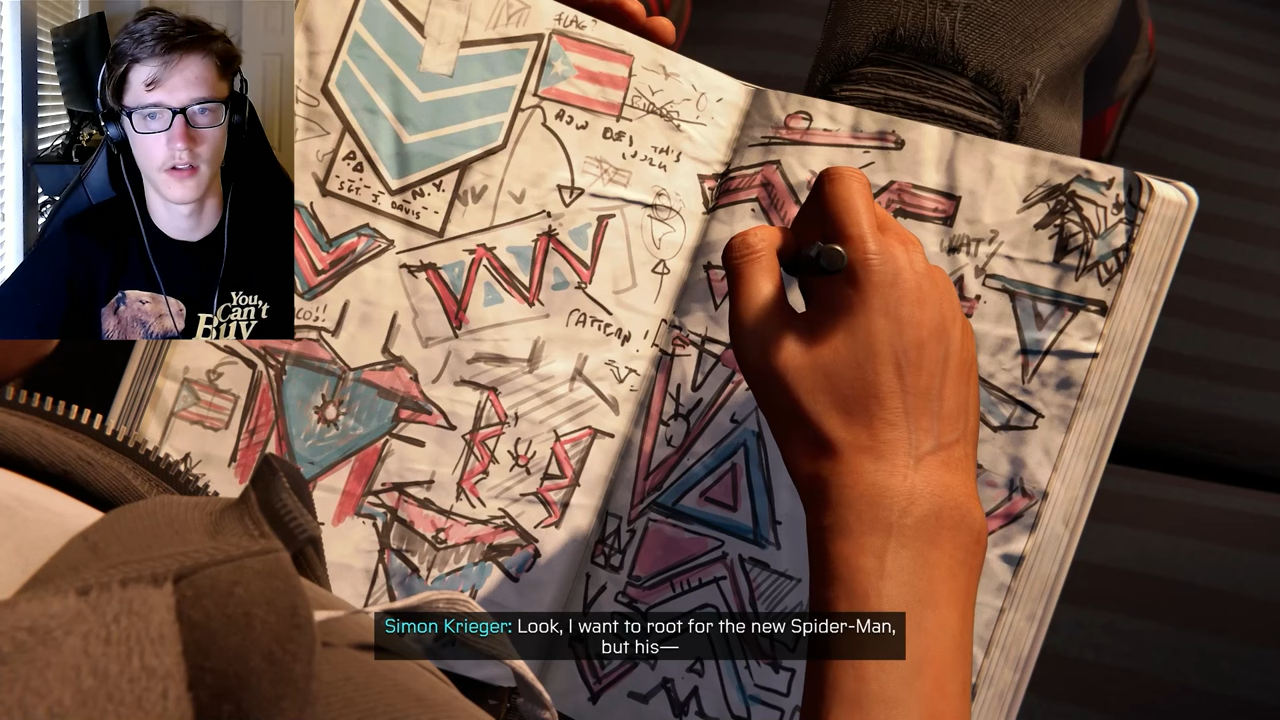 FLAG?
HOW DOES THIS
P.D.
N.Y.
SGT. J. DAVIS
PATTERN!
WHAT?
You
Can't
Buy
Simon Krieger: Look, I want to root for the new Spider-Man,
but his—